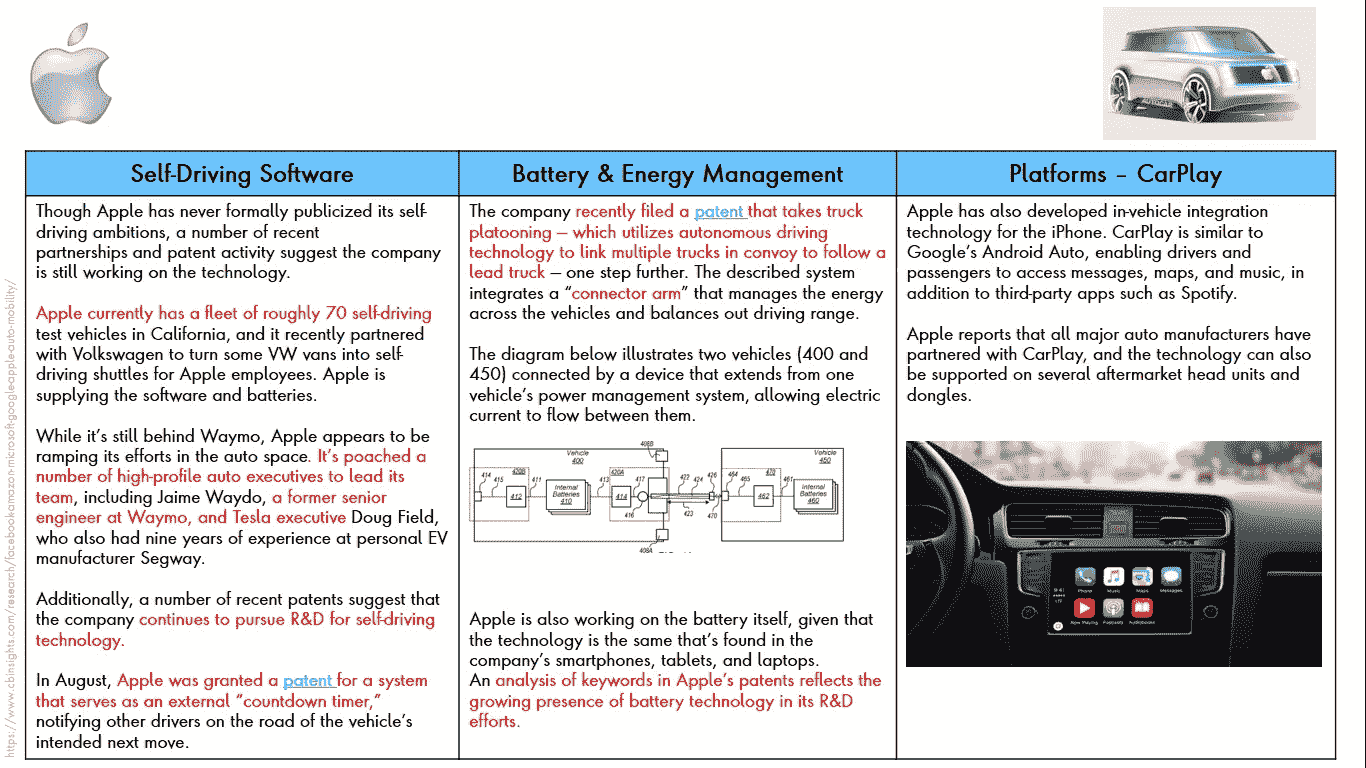 Self-Driving Software
Though Apple has never formally publicized its self-
driving ambitions, a number of recent
partnerships and patent activity suggest the company
is still working on the technology.
Apple currently has a fleet of roughly 70 self-driving
test vehicles in California, and it recently partnered
with Volkswagen to turn some VW vans into self-
driving shuttles for Apple employees. Apple is
supplying the software and batteries.
While it's still behind Waymo, Apple appears to be
ramping its efforts in the auto space. It's poached a
number of high-profile auto executives to lead its
team, including Jaime Waydo, a former senior
engineer at Waymo, and Tesla executive Doug Field,
who also had nine years of experience at personal EV
manufacturer Segway.
Additionally, a number of recent patents suggest that
the company continues to pursue R&D for self-driving
technology.
In August, Apple was granted a patent for a system
that serves as an external "countdown timer,"
notifying other drivers on the road of the vehicle's
intended next move.
Battery & Energy Management
The company recently filed a patent that takes truck
platooning – which utilizes autonomous driving
technology to link multiple trucks in convoy to follow a
lead truck – one step further. The described system
integrates a "connector arm" that manages the energy
across the vehicles and balances out driving range.
The diagram below illustrates two vehicles (400 and
450) connected by a device that extends from one
vehicle's power management system, allowing electric
current to flow between them.
408B
Vehicle
400
Vehicle
450
414
415
420B
411
413
420A
417
422
424
426
464
465
470
461
412
Internal
Batteries
410
414
416
423
470
462
Internal
Batteries
460
408A
Apple is also working on the battery itself, given that
the technology is the same that's found in the
company's smartphones, tablets, and laptops.
An analysis of keywords in Apple's patents reflects the
growing presence of battery technology in its R&D
efforts.
Platforms – CarPlay
Apple has also developed in-vehicle integration
technology for the iPhone. CarPlay is similar to
Google's Android Auto, enabling drivers and
passengers to access messages, maps, and music, in
addition to third-party apps such as Spotify.
Apple reports that all major auto manufacturers have
partnered with CarPlay, and the technology can also
be supported on several aftermarket head units and
dongles.
Phone
Music
Maps
Messages
Now Playing
Podcasts
Audiobooks
https://www.cbinsights.com/research/facebook-amazon-microsoft-google-apple-auto-mobility/